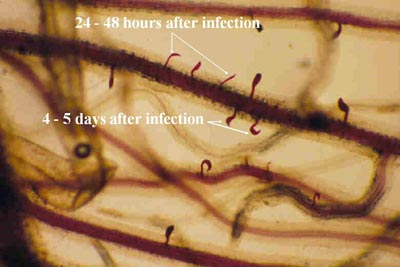 24 - 48 hours after infection
4 - 5 days after infection